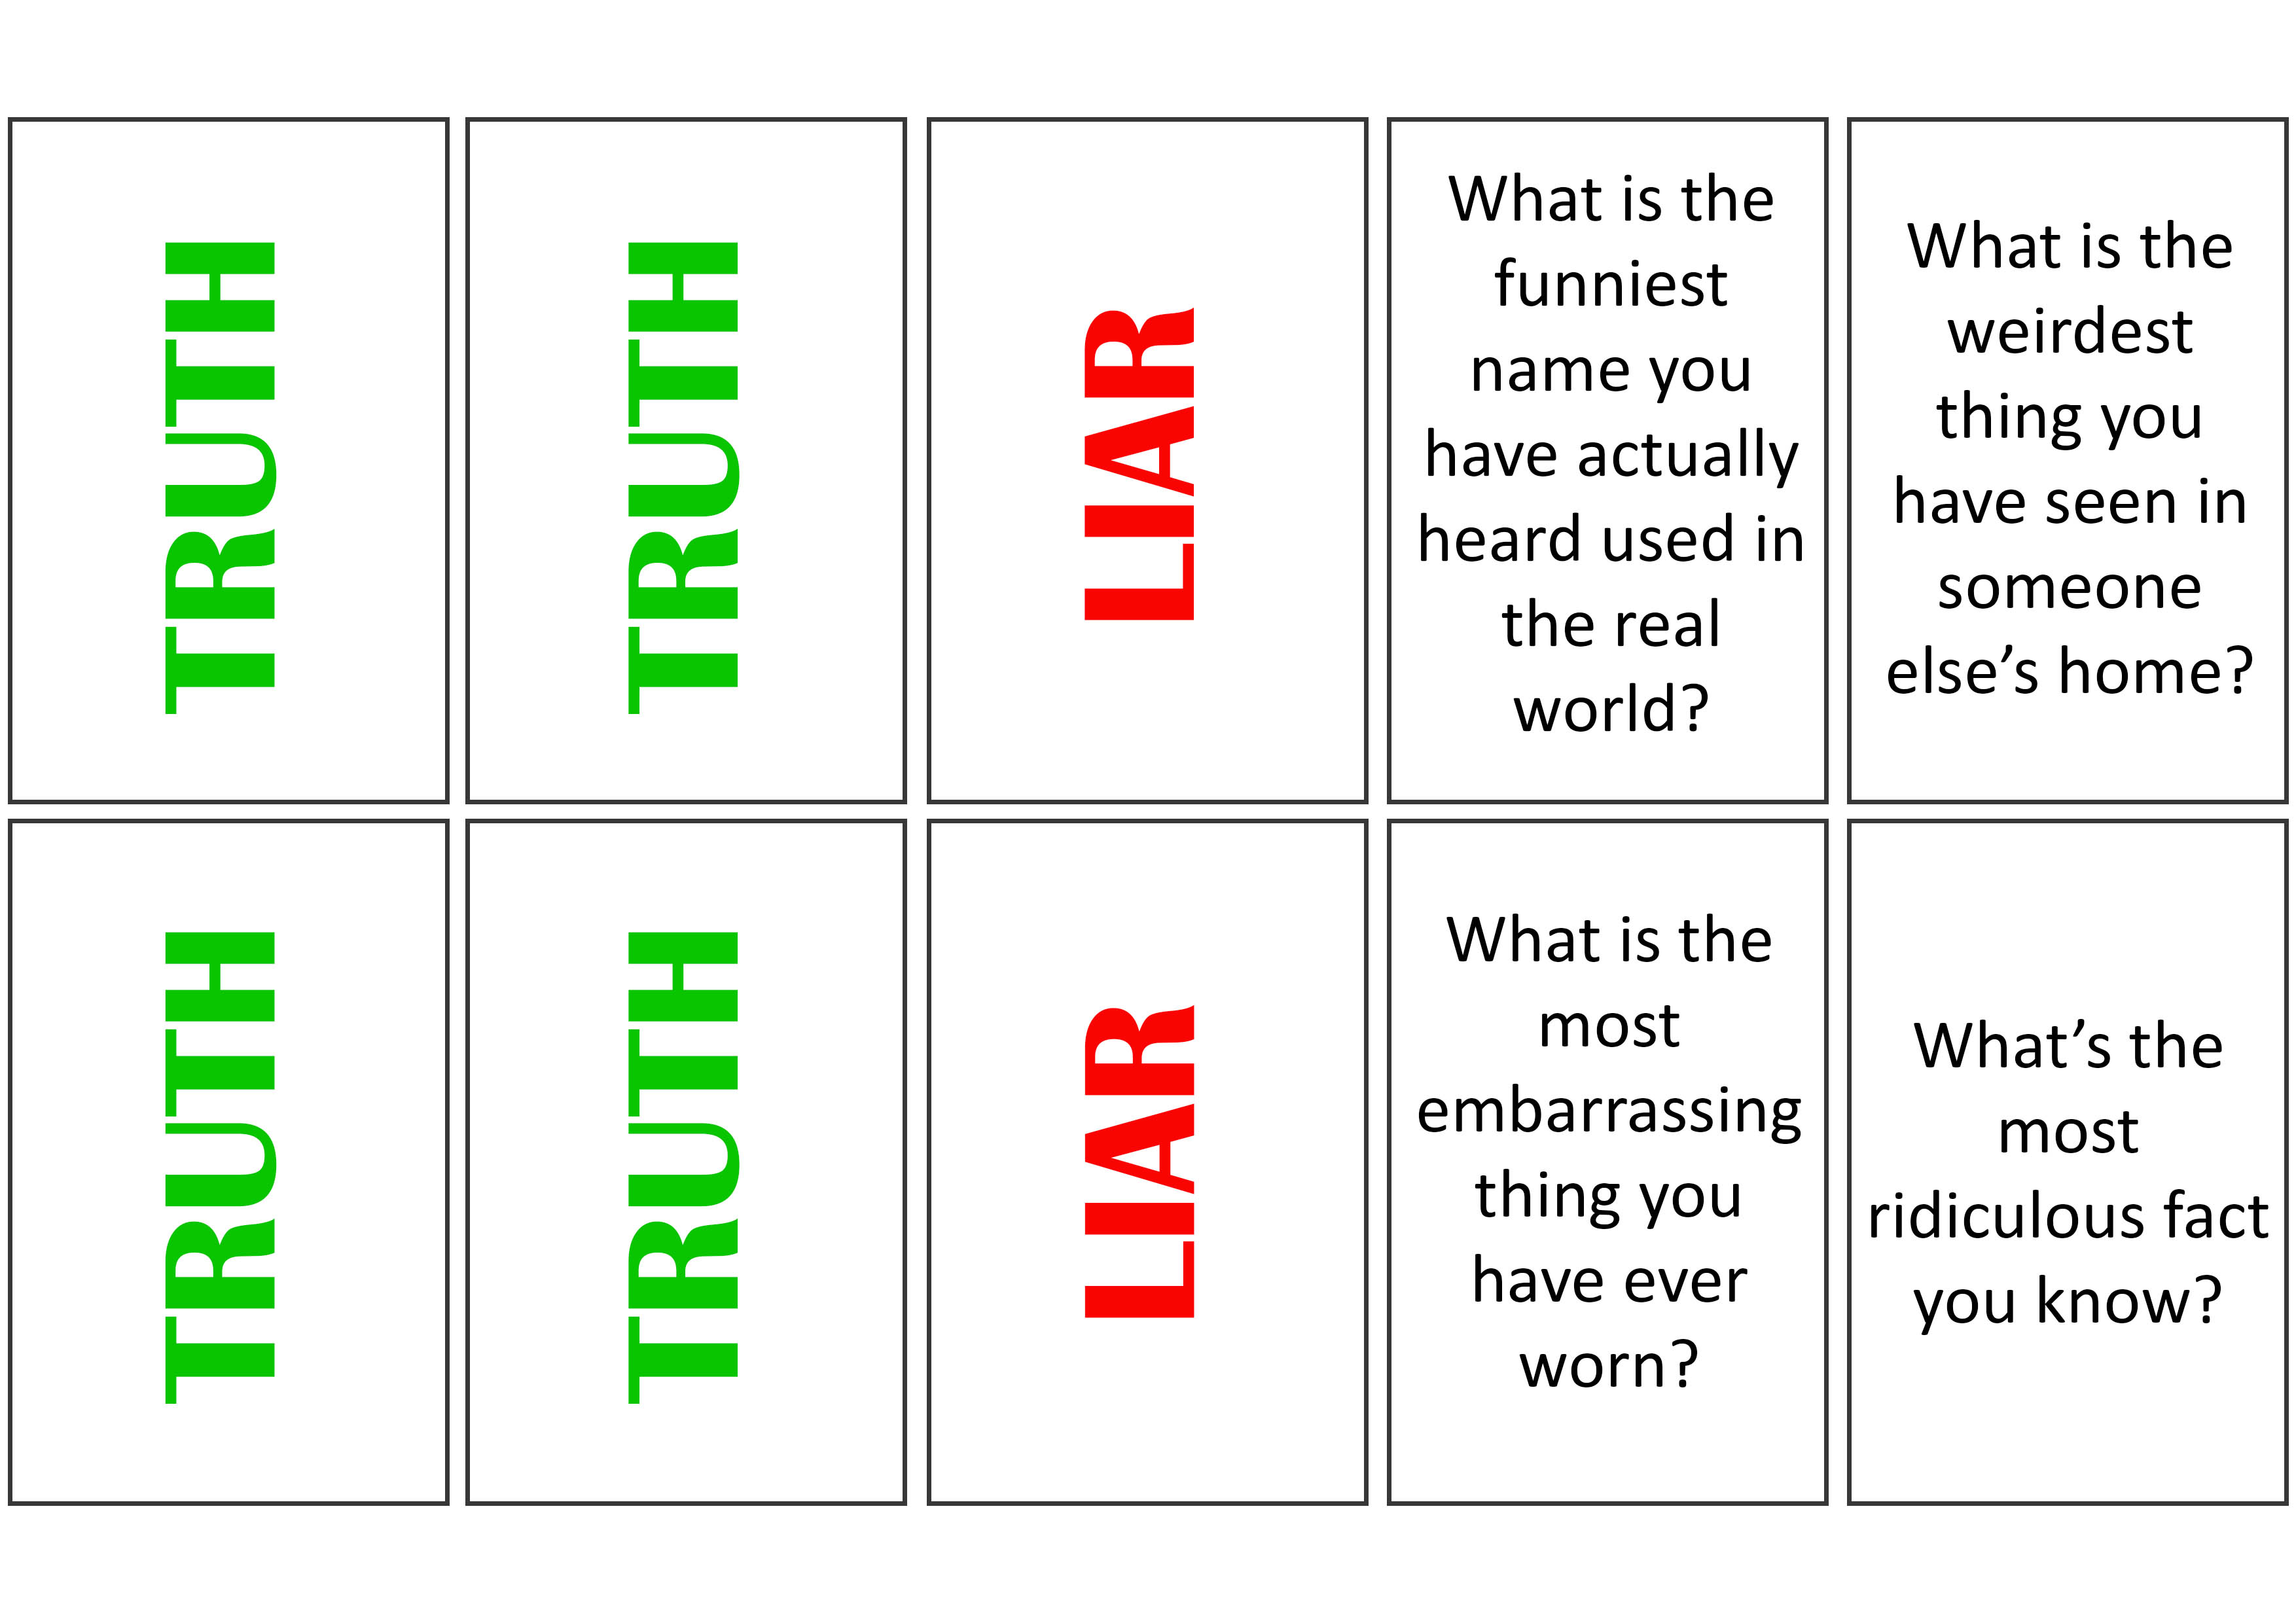 TRUTH
TRUTH
LIAR
What is the
funniest
name you
have actually
heard used in
the real
world?
What is the
weirdest
thing you
have seen in
someone
else’s home?
TRUTH
TRUTH
LIAR
What is the
most
embarrassing
thing you
have ever
worn?
What’s the
most
ridiculous fact
you know?